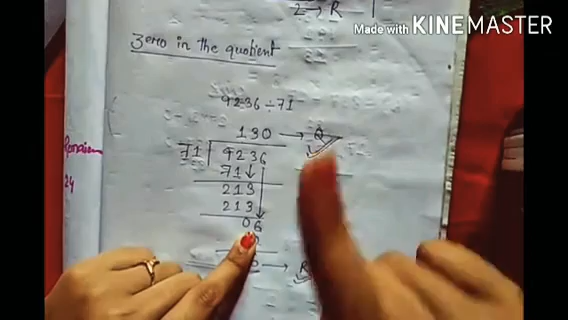 2 → R
Made with KINEMASTER
Zero in the quotient
9236 ÷ 71
130 → Q
71 9236
71
213
213
06
→ R
24